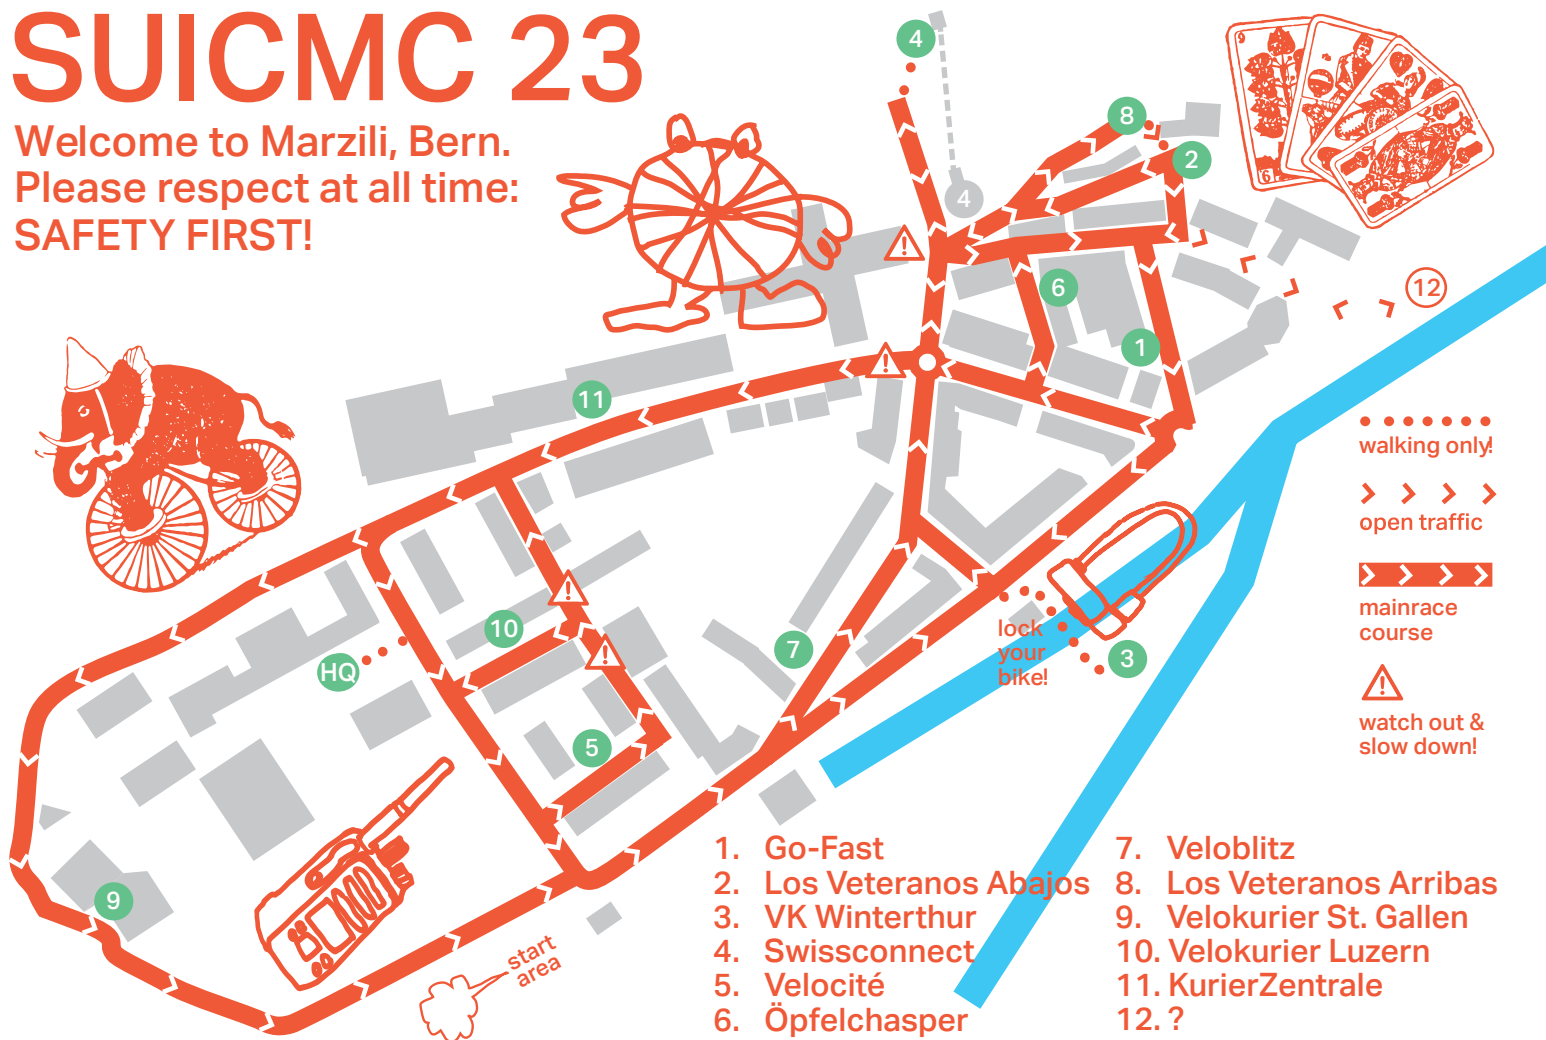 SUICMC 23
Welcome to Marzili, Bern.
Please respect at all time:
SAFETY FIRST!
4
8
2
4
6
12
1
11
walking only!
open traffic
mainrace
course
watch out &
slow down!
10
HQ
7
lock
your
bike!
3
5
9
start
area
1. Go-Fast
2. Los Veteranos Abajos
3. VK Winterthur
4. Swissconnect
5. Velocité
6. Öpfelchasper
7. Veloblitz
8. Los Veteranos Arribas
9. Velokurier St. Gallen
10. Velokurier Luzern
11. KurierZentrale
12. ?